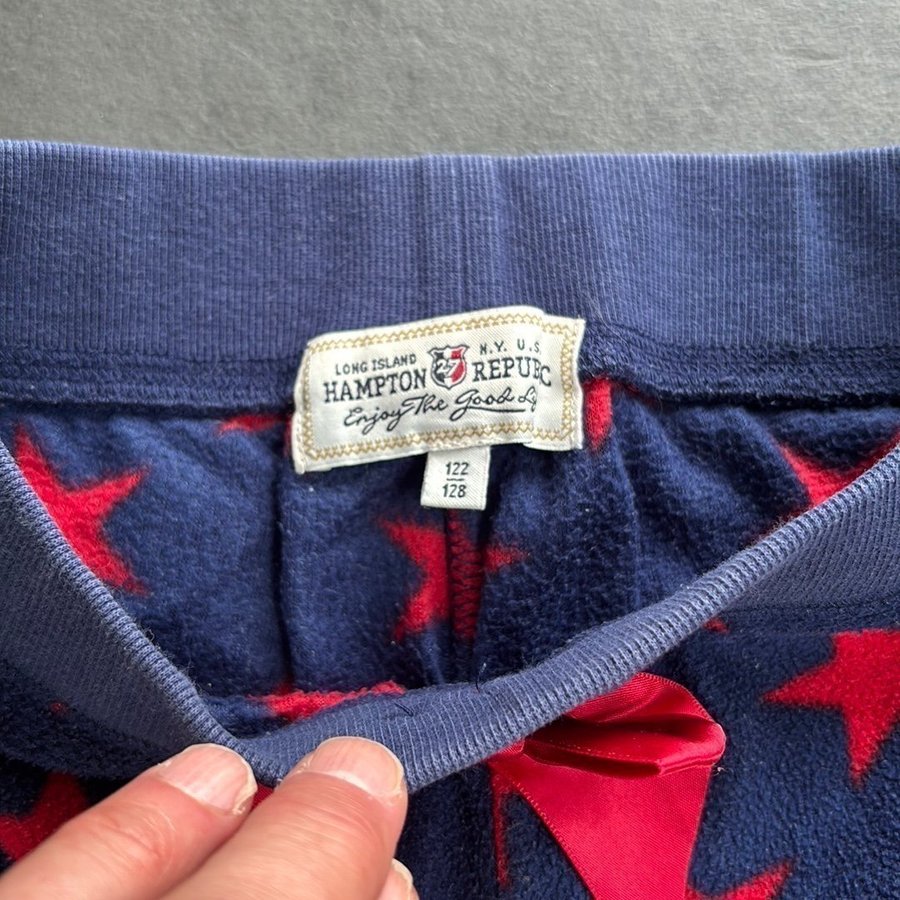 LONG ISLAND N.Y. U.S.
HAMPTON 27 REPUBLIC
Enjoy The Good
122
128